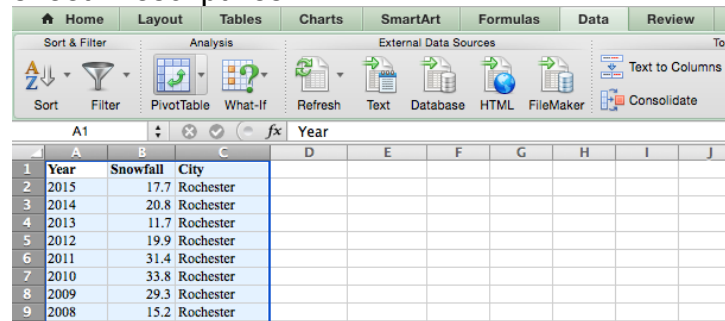 Home Layout Tables Charts SmartArt Formulas Data Review
Sort & Filter Analysis External Data Sources To
Sort Filter PivotTable What-If Refresh Text Database HTML FileMaker Text to Columns
Consolidate
A1 fx Year
A B C D E F G H I J
1 Year Snowfall City
2 2015 17.7 Rochester
3 2014 20.8 Rochester
4 2013 11.7 Rochester
5 2012 19.9 Rochester
6 2011 31.4 Rochester
7 2010 33.8 Rochester
8 2009 29.3 Rochester
9 2008 15.2 Rochester